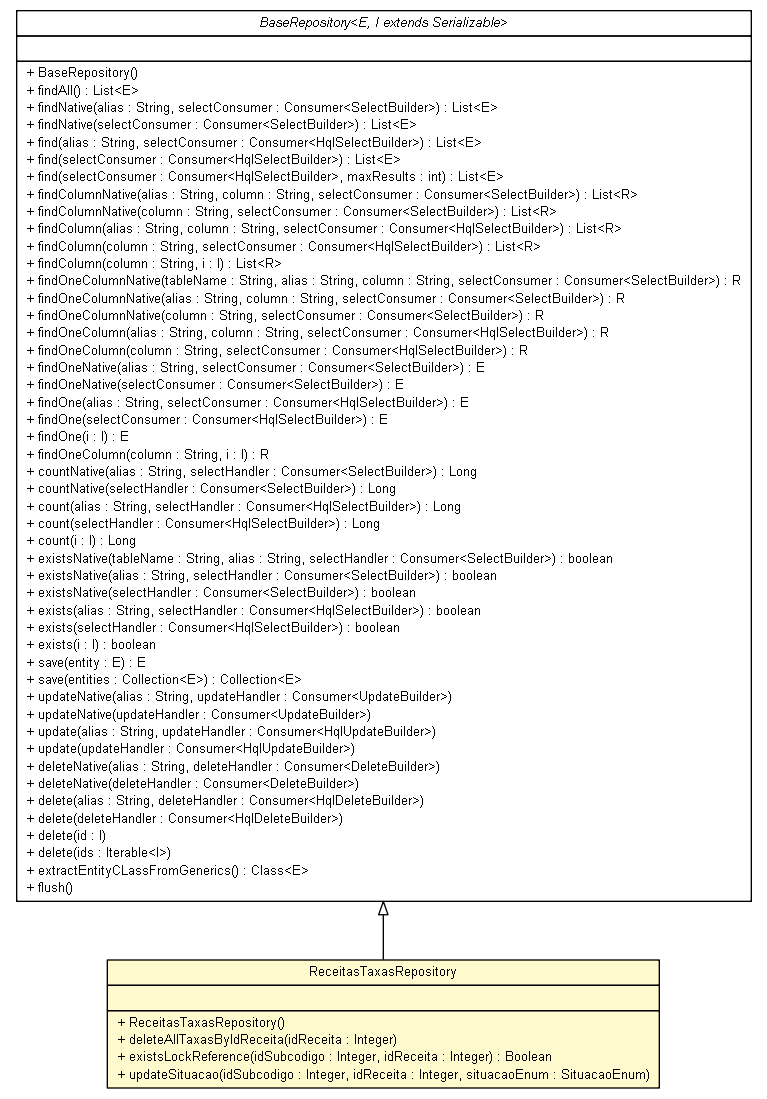 BaseRepository<E, I extends Serializable>
+ BaseRepository()
+ findAll() : List<E>
+ findNative(alias : String, selectConsumer : Consumer<SelectBuilder>) : List<E>
+ findNative(selectConsumer : Consumer<SelectBuilder>) : List<E>
+ find(alias : String, selectConsumer : Consumer<HqlSelectBuilder>) : List<E>
+ find(selectConsumer : Consumer<HqlSelectBuilder>) : List<E>
+ find(selectConsumer : Consumer<HqlSelectBuilder>, maxResults : int) : List<E>
+ findColumnNative(alias : String, column : String, selectConsumer : Consumer<SelectBuilder>) : List<R>
+ findColumnNative(column : String, selectConsumer : Consumer<SelectBuilder>) : List<R>
+ findColumn(alias : String, column : String, selectConsumer : Consumer<HqlSelectBuilder>) : List<R>
+ findColumn(column : String, selectConsumer : Consumer<HqlSelectBuilder>) : List<R>
+ findColumn(column : String, i : I) : List<R>
+ findOneColumnNative(tableName : String, alias : String, column : String, selectConsumer : Consumer<SelectBuilder>) : R
+ findOneColumnNative(alias : String, column : String, selectConsumer : Consumer<SelectBuilder>) : R
+ findOneColumnNative(column : String, selectConsumer : Consumer<SelectBuilder>) : R
+ findOneColumn(alias : String, column : String, selectConsumer : Consumer<HqlSelectBuilder>) : R
+ findOneColumn(column : String, selectConsumer : Consumer<HqlSelectBuilder>) : R
+ findOneNative(alias : String, selectConsumer : Consumer<SelectBuilder>) : E
+ findOneNative(selectConsumer : Consumer<SelectBuilder>) : E
+ findOne(alias : String, selectConsumer : Consumer<HqlSelectBuilder>) : E
+ findOne(selectConsumer : Consumer<HqlSelectBuilder>) : E
+ findOne(i : I) : E
+ findOneColumn(column : String, i : I) : R
+ countNative(alias : String, selectHandler : Consumer<SelectBuilder>) : Long
+ countNative(selectHandler : Consumer<SelectBuilder>) : Long
+ count(alias : String, selectHandler : Consumer<HqlSelectBuilder>) : Long
+ count(selectHandler : Consumer<HqlSelectBuilder>) : Long
+ count(i : I) : Long
+ existsNative(tableName : String, alias : String, selectHandler : Consumer<SelectBuilder>) : boolean
+ existsNative(alias : String, selectHandler : Consumer<SelectBuilder>) : boolean
+ existsNative(selectHandler : Consumer<SelectBuilder>) : boolean
+ exists(alias : String, selectHandler : Consumer<HqlSelectBuilder>) : boolean
+ exists(selectHandler : Consumer<HqlSelectBuilder>) : boolean
+ exists(i : I) : boolean
+ save(entity : E) : E
+ save(entities : Collection<E>) : Collection<E>
+ updateNative(alias : String, updateHandler : Consumer<UpdateBuilder>)
+ updateNative(updateHandler : Consumer<UpdateBuilder>)
+ update(alias : String, updateHandler : Consumer<HqlUpdateBuilder>)
+ update(updateHandler : Consumer<HqlUpdateBuilder>)
+ deleteNative(alias : String, deleteHandler : Consumer<DeleteBuilder>)
+ deleteNative(deleteHandler : Consumer<DeleteBuilder>)
+ delete(alias : String, deleteHandler : Consumer<HqlDeleteBuilder>)
+ delete(deleteHandler : Consumer<HqlDeleteBuilder>)
+ delete(id : I)
+ delete(ids : Iterable<I>)
+ extractEntityCLassFromGenerics() : Class<E>
+ flush()
ReceitasTaxasRepository
+ ReceitasTaxasRepository()
+ deleteAllTaxasByIdReceita(idReceita : Integer)
+ existsLockReference(idSubcodigo : Integer, idReceita : Integer) : Boolean
+ updateSituacao(idSubcodigo : Integer, idReceita : Integer, situacaoEnum : SituacaoEnum)